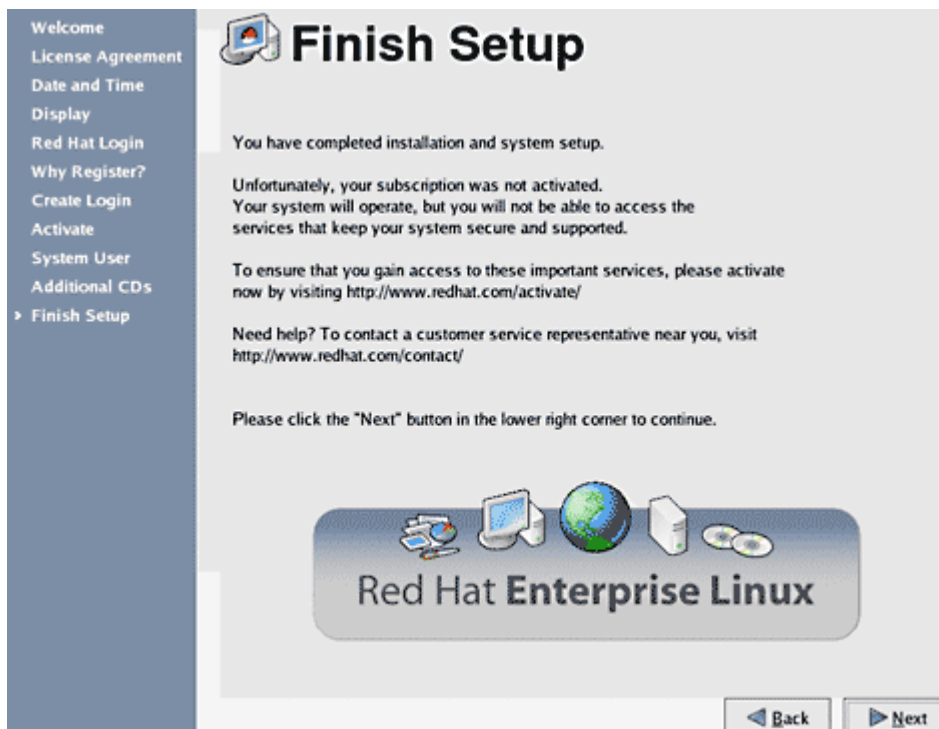 Welcome
License Agreement
Date and Time
Display
Red Hat Login
Why Register?
Create Login
Activate
System User
Additional CDs
Finish Setup
Finish Setup
You have completed installation and system setup.
Unfortunately, your subscription was not activated.
Your system will operate, but you will not be able to access the
services that keep your system secure and supported.
To ensure that you gain access to these important services, please activate
now by visiting http://www.redhat.com/activate/
Need help? To contact a customer service representative near you, visit
http://www.redhat.com/contact/
Please click the "Next" button in the lower right corner to continue.
Red Hat Enterprise Linux
Back
Next